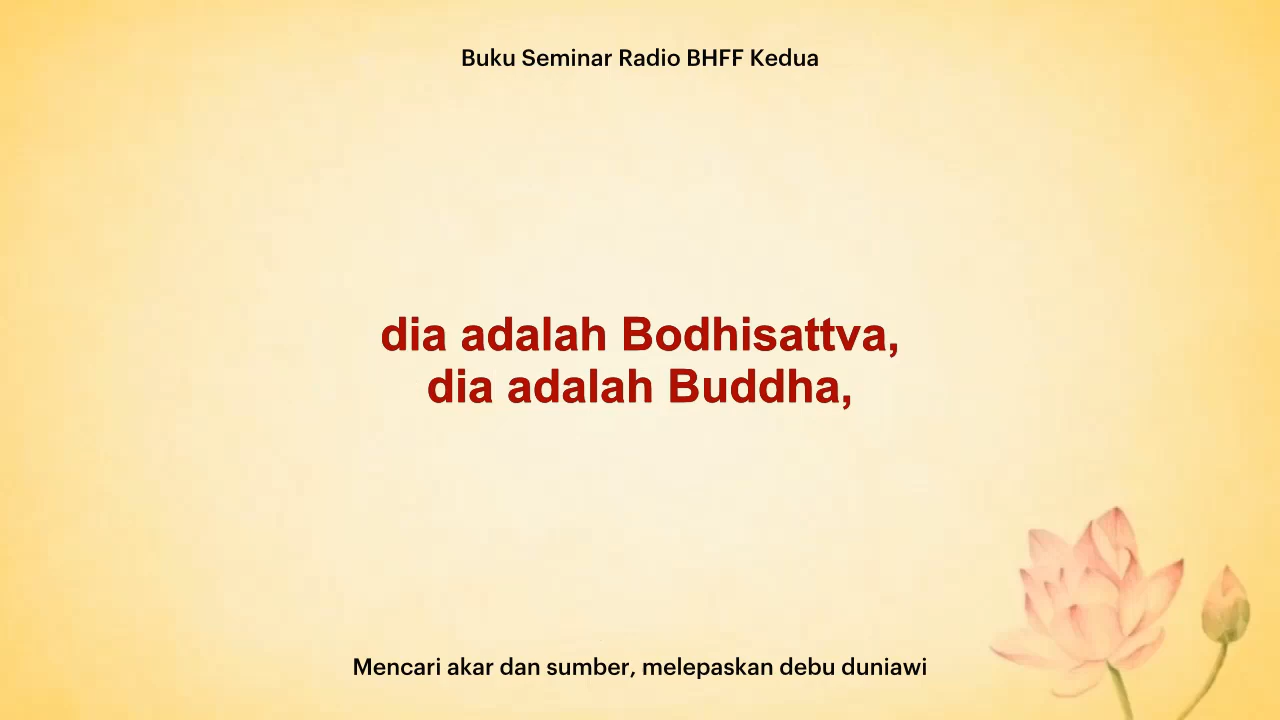 Buku Seminar Radio BHFF Kedua
dia adalah Bodhisattva,
dia adalah Buddha,
Mencari akar dan sumber, melepaskan debu duniawi